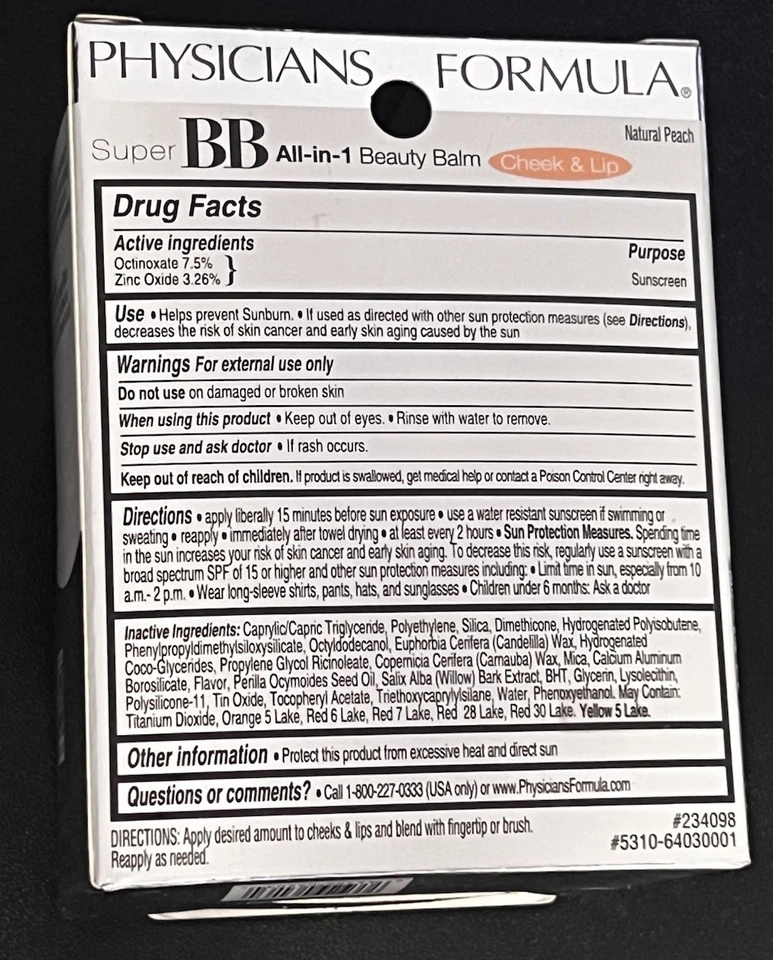 PHYSICIANS FORMULA®
Natural Peach
Super BB All-in-1 Beauty Balm Cheek & Lip
Drug Facts
Active ingredients
Purpose
Octinoxate 7.5%
Zinc Oxide 3.26% }
Sunscreen
Use • Helps prevent Sunburn. • If used as directed with other sun protection measures (see Directions),
decreases the risk of skin cancer and early skin aging caused by the sun
Warnings For external use only
Do not use on damaged or broken skin
When using this product • Keep out of eyes. • Rinse with water to remove.
Stop use and ask doctor • If rash occurs.
Keep out of reach of children. If product is swallowed, get medical help or contact a Poison Control Center right away.
Directions • apply liberally 15 minutes before sun exposure • use a water resistant sunscreen if swimming or
sweating • reapply • immediately after towel drying • at least every 2 hours • Sun Protection Measures. Spending time
in the sun increases your risk of skin cancer and early skin aging. To decrease this risk, regularly use a sunscreen with a
broad spectrum SPF of 15 or higher and other sun protection measures including: • Limit time in sun, especially from 10
a.m.- 2 p.m. • Wear long-sleeve shirts, pants, hats, and sunglasses • Children under 6 months: Ask a doctor
Inactive Ingredients: Caprylic/Capric Triglyceride, Polyethylene, Silica, Dimethicone, Hydrogenated Polyisobutene,
Phenylpropyldimethylsiloxysilicate, Octyldodecanol, Euphorbia Cerifera (Candelilla) Wax, Hydrogenated
Coco-Glycerides, Propylene Glycol Ricinoleate, Copernicia Cerifera (Carnauba) Wax, Mica, Calcium Aluminum
Borosilicate, Flavor, Perilla Ocymoides Seed Oil, Salix Alba (Willow) Bark Extract, BHT, Glycerin, Lysolecithin,
Polysilicone-11, Tin Oxide, Tocopheryl Acetate, Triethoxycaprylylsilane, Water, Phenoxyethanol. May Contain:
Titanium Dioxide, Orange 5 Lake, Red 6 Lake, Red 7 Lake, Red 28 Lake, Red 30 Lake. Yellow 5 Lake.
Other information • Protect this product from excessive heat and direct sun
Questions or comments? • Call 1-800-227-0333 (USA only) or www.PhysiciansFormula.com
DIRECTIONS: Apply desired amount to cheeks & lips and blend with fingertip or brush.
Reapply as needed.
#234098
#5310-64030001